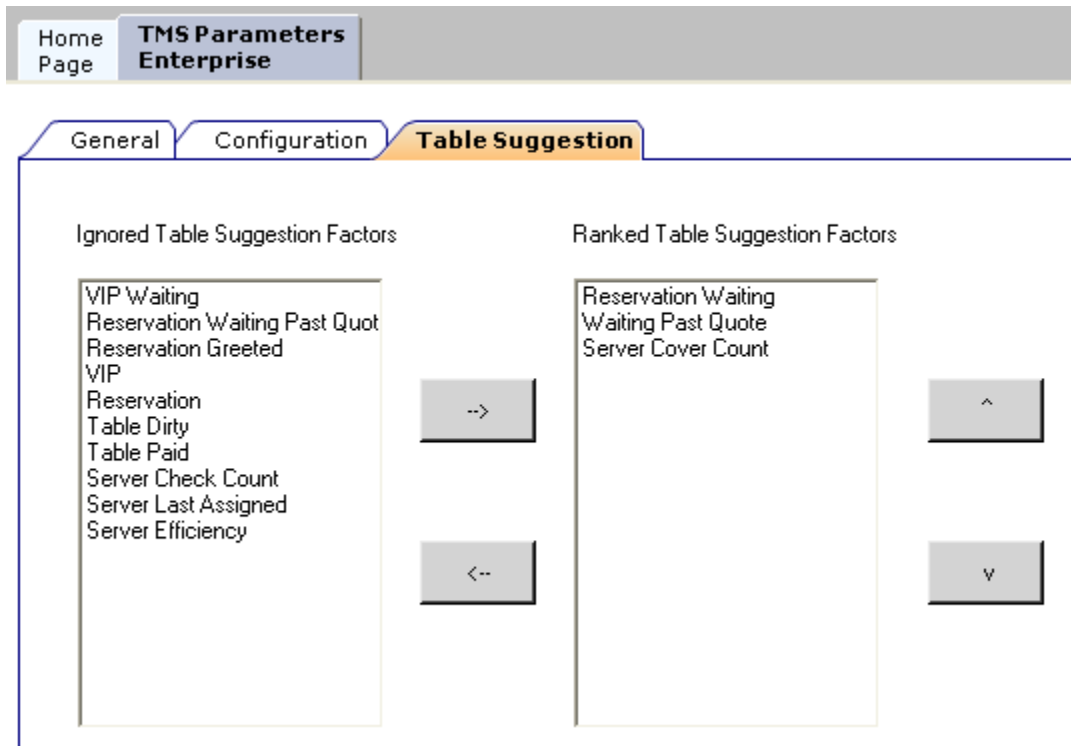 Home Page
TMS Parameters Enterprise
General
Configuration
Table Suggestion
Ignored Table Suggestion Factors
Ranked Table Suggestion Factors
VIP Waiting
Reservation Waiting Past Quot
Reservation Greeted
VIP
Reservation
Table Dirty
Table Paid
Server Check Count
Server Last Assigned
Server Efficiency
-->
<--
Reservation Waiting
Waiting Past Quote
Server Cover Count
^
v